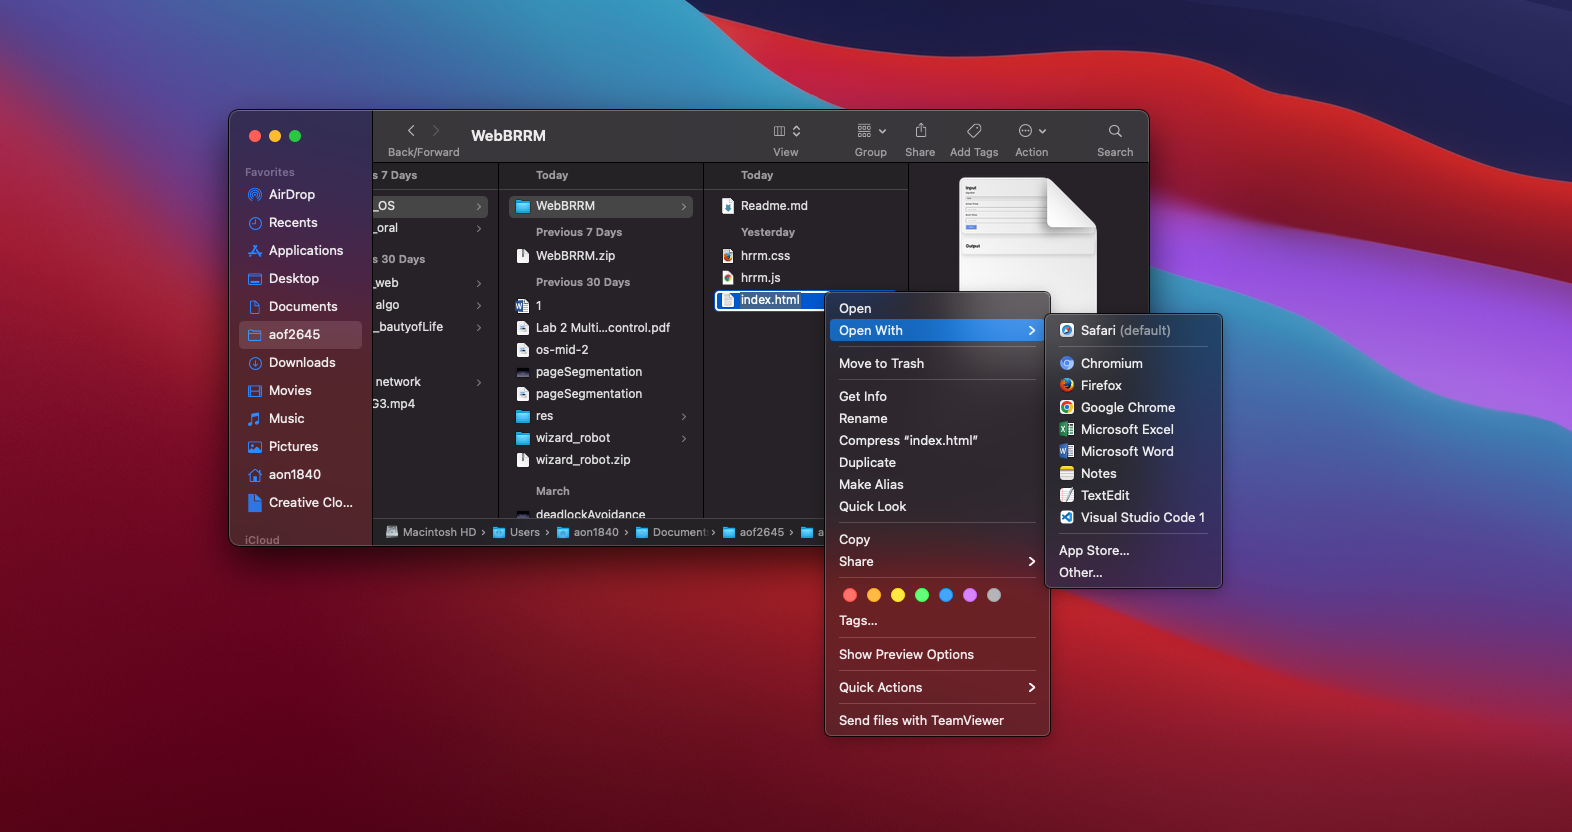 WebBRRM
Back/Forward
View
Group
Share
Add Tags
Action
Search
Favorites
AirDrop
Recents
Applications
Desktop
Documents
aof2645
Downloads
Movies
Music
Pictures
aon1840
Creative Clo...
iCloud
s 7 Days
_OS
_oral
s 30 Days
_web
algo
_bautyofLife
network
G3.mp4
Today
WebBRRM
Previous 7 Days
WebBRRM.zip
Previous 30 Days
1
Lab 2 Multi...control.pdf
os-mid-2
pageSegmentation
pageSegmentation
res
wizard_robot
wizard_robot.zip
March
deadlockAvoidance
Today
Readme.md
Yesterday
hrrm.css
hrrm.js
index.html
Input
Output
Macintosh HD › Users › aon1840 › Document › aof2645 › a
Open
Open With
Move to Trash
Get Info
Rename
Compress “index.html”
Duplicate
Make Alias
Quick Look
Copy
Share
Tags...
Show Preview Options
Quick Actions
Send files with TeamViewer
Safari (default)
Chromium
Firefox
Google Chrome
Microsoft Excel
Microsoft Word
Notes
TextEdit
Visual Studio Code 1
App Store...
Other...